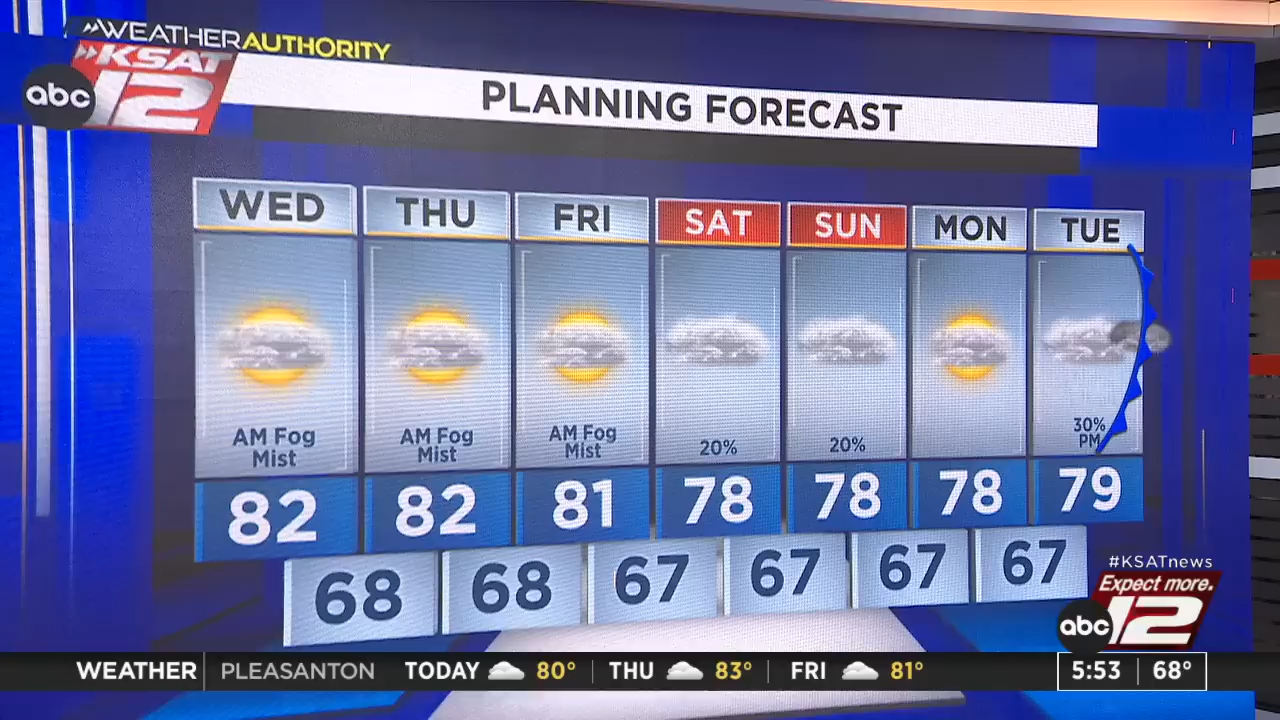 WEATHERAUTHORITY
KSAT
abc 12
PLANNING FORECAST
WED THU FRI SAT SUN MON TUE
AM Fog Mist
AM Fog Mist
AM Fog Mist
20%
20%
30% PM
82 82 81 78 78 78 79
68 68 67 67 67 67
#KSATnews
Expect more.
abc 12
WEATHER PLEASANTON TODAY 80° THU 83° FRI 81° 5:53 68°